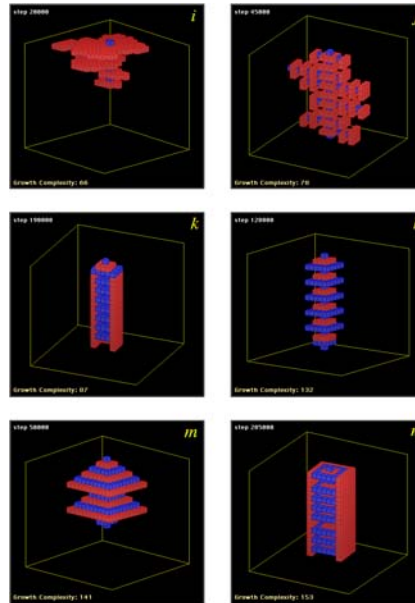 step 20000
i
Growth Complexity: 66
step 45000
Growth Complexity: 70
step 190000
k
Growth Complexity: 87
step 120000
Growth Complexity: 132
step 50000
m
Growth Complexity: 141
step 205000
Growth Complexity: 153